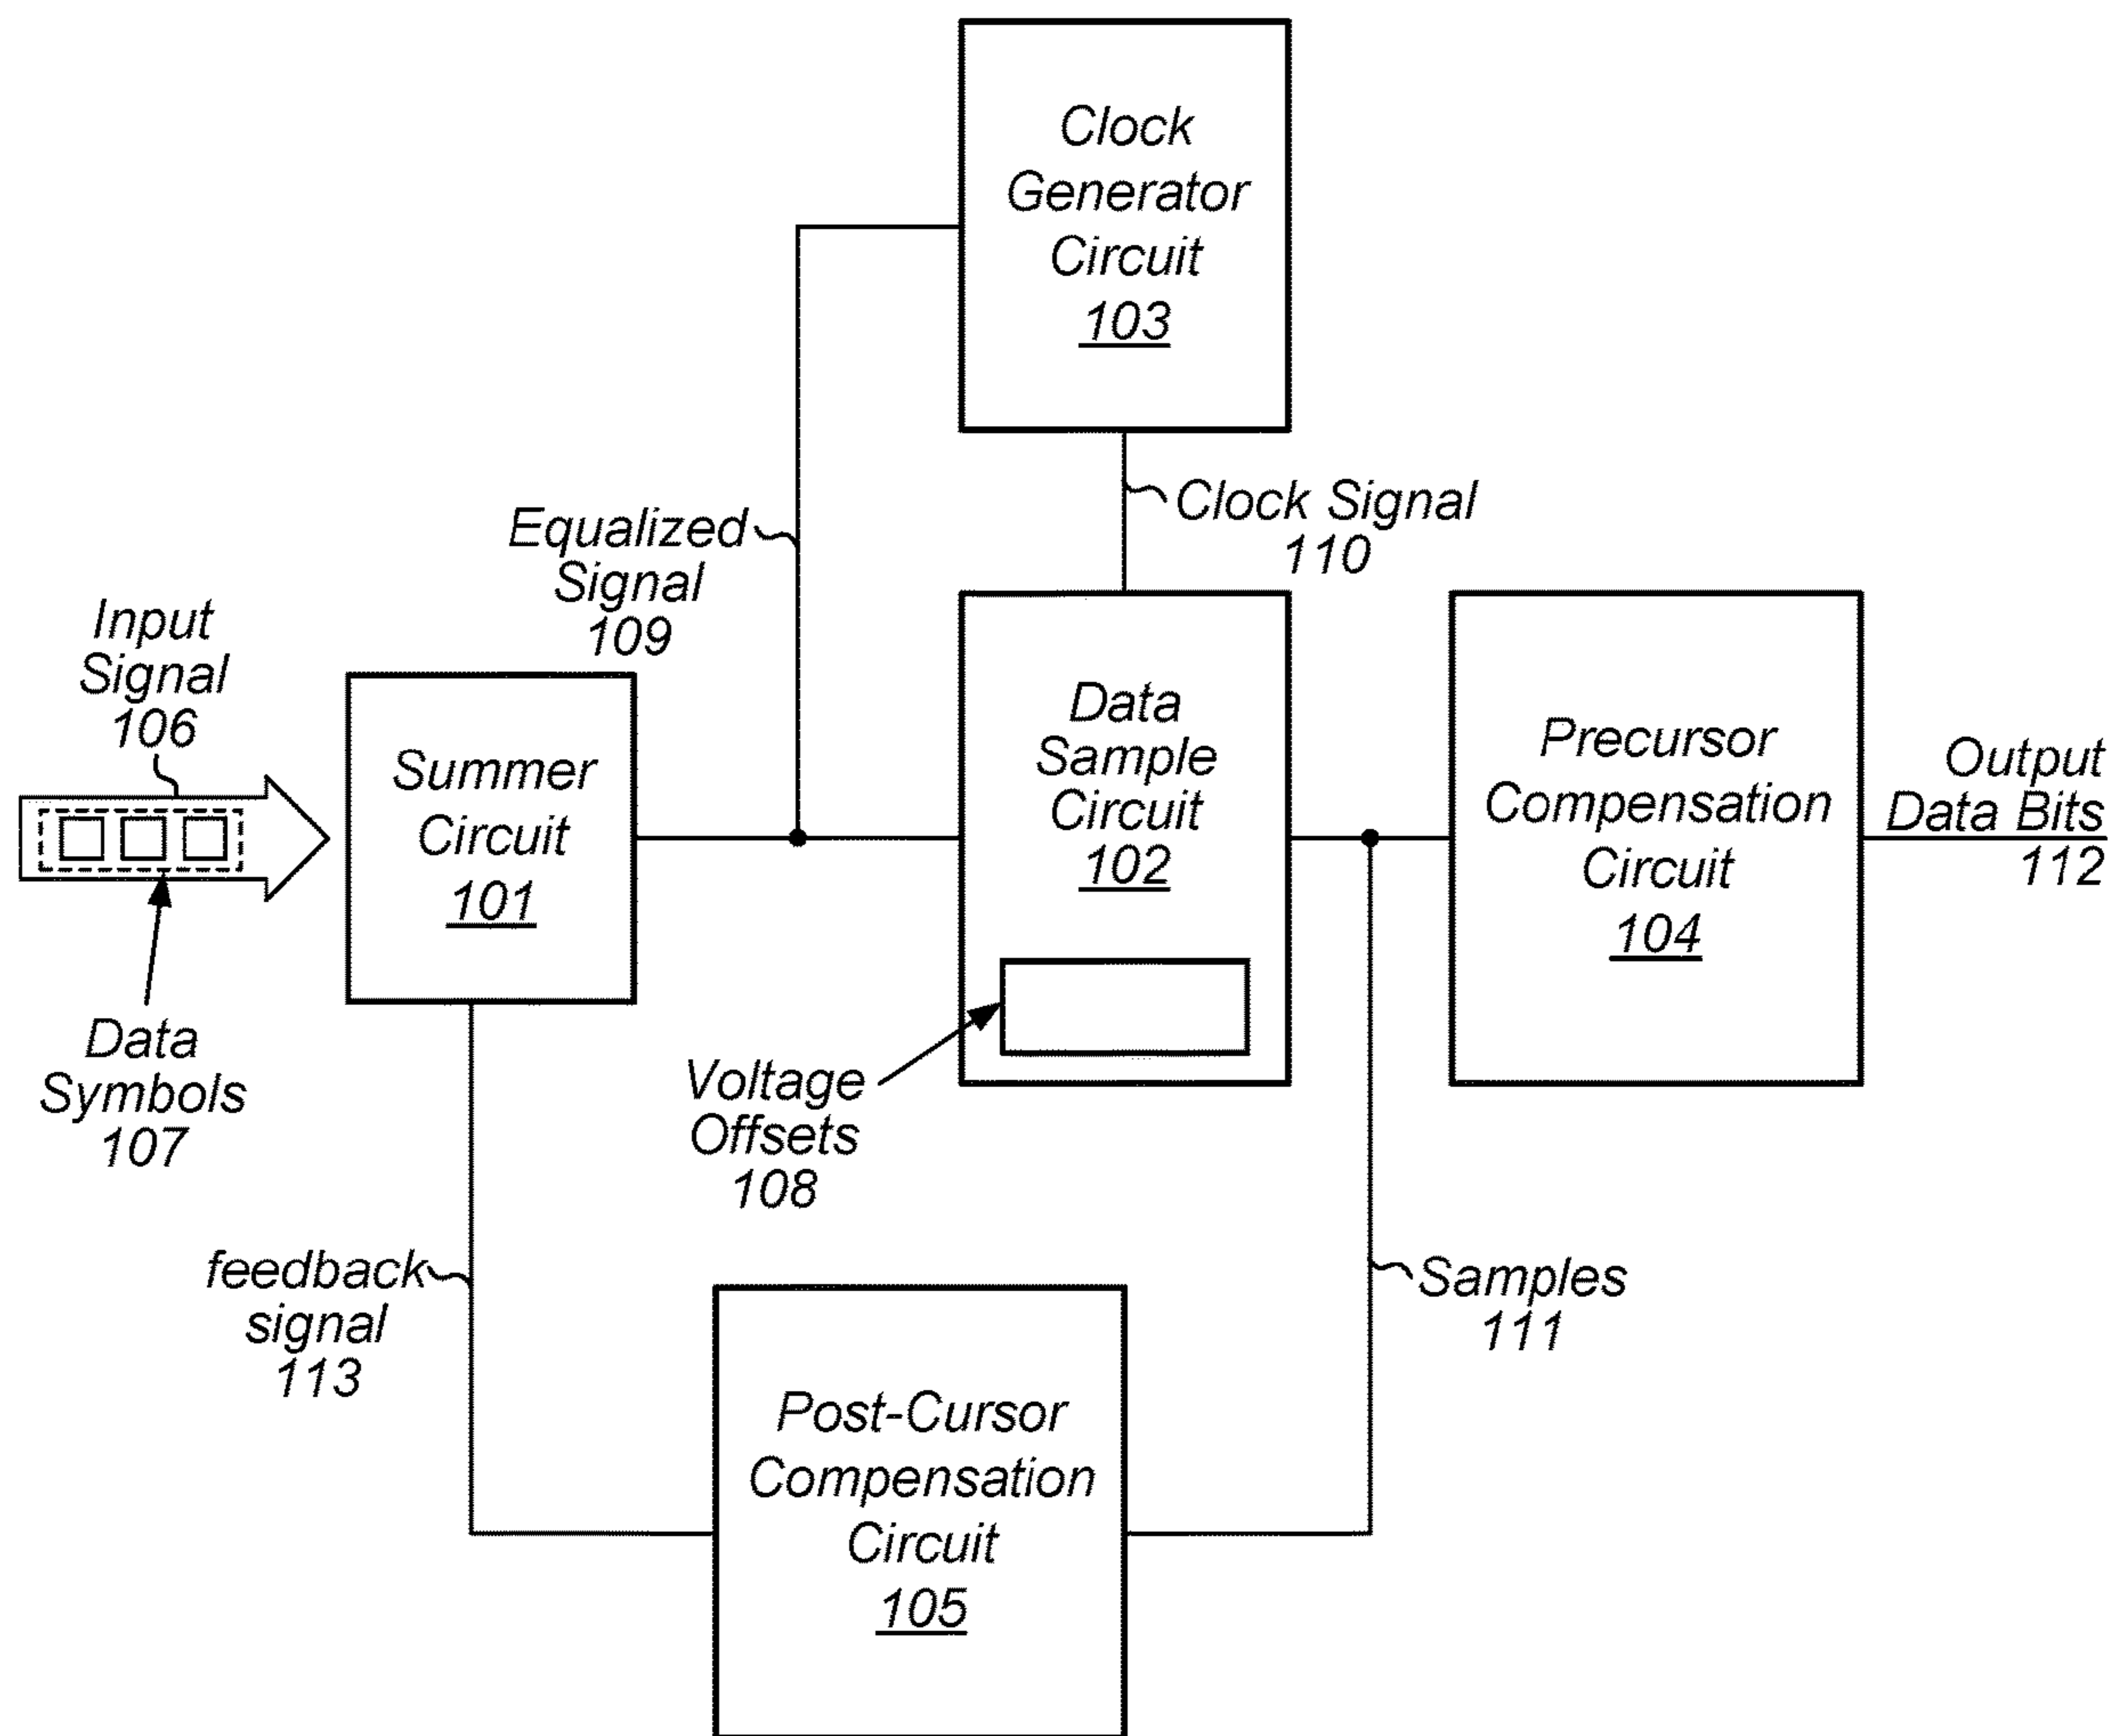 Clock
Generator
Circuit
103
Clock Signal
110
Equalized
Signal
109
Input
Signal
106
Summer
Circuit
101
Data
Sample
Circuit
102
Precursor
Compensation
Circuit
104
Output
Data Bits
112
Data
Symbols
107
Voltage
Offsets
108
feedback
signal
113
Samples
111
Post-Cursor
Compensation
Circuit
105